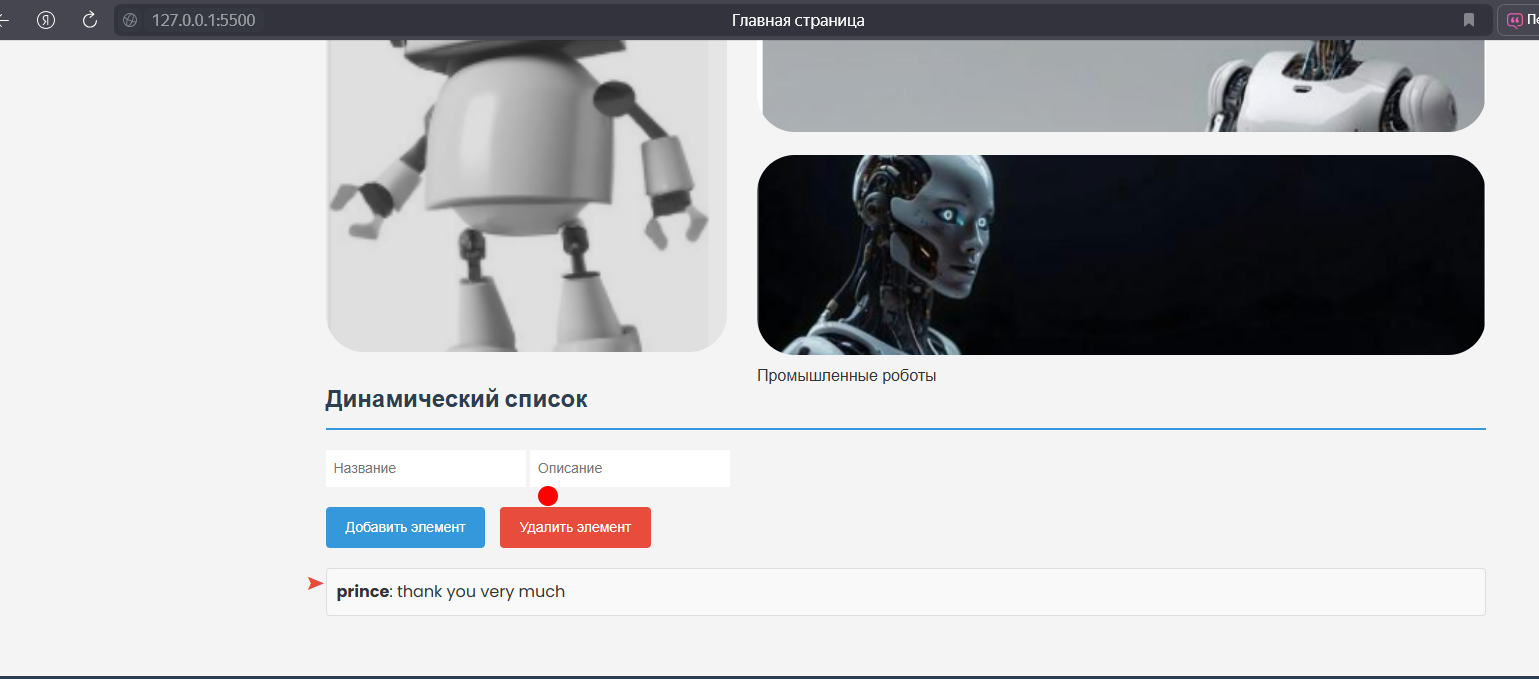 127.0.0.1:5500
Главная страница
Промышленные роботы
Динамический список
Название
Описание
Добавить элемент
Удалить элемент
prince: thank you very much